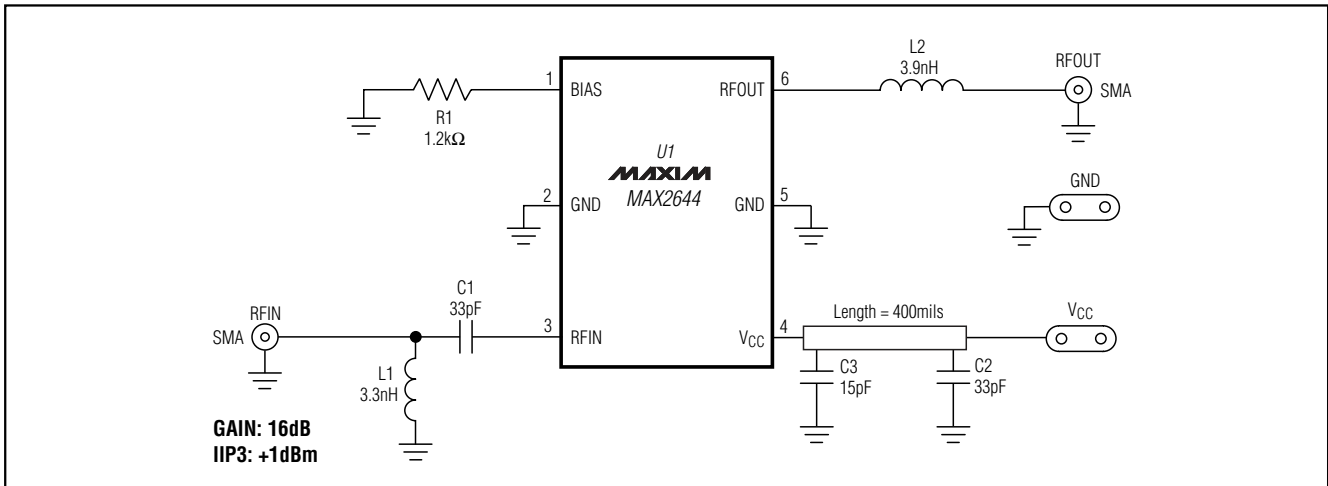 L2
3.9nH
RFOUT
SMA
1
BIAS
RFOUT
6
R1
1.2kΩ
U1
MAXIM
MAX2644
2
GND
GND
5
GND
C1
33pF
RFIN
SMA
3
RFIN
VCC
4
Length = 400mils
VCC
L1
3.3nH
C3
15pF
C2
33pF
GAIN: 16dB
IIP3: +1dBm